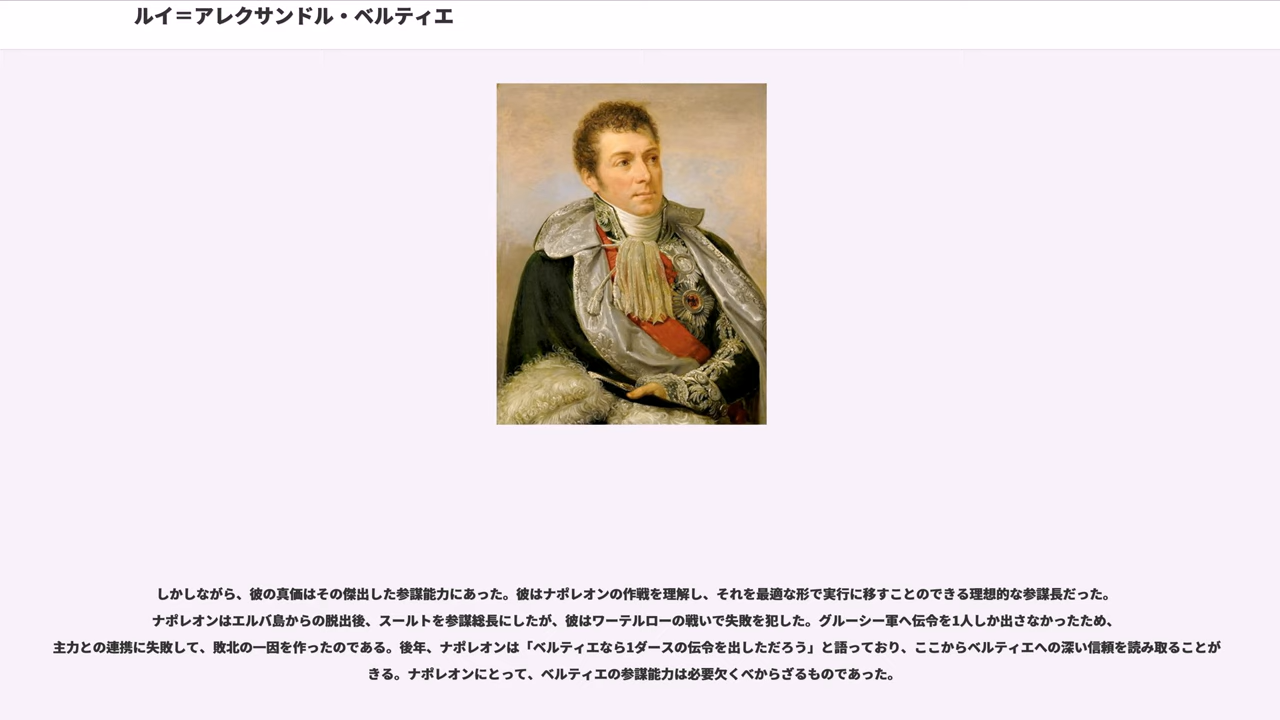 ルイ＝アレクサンドル・ベルティエ
しかしながら、彼の真価はその傑出した参謀能力にあった。彼はナポレオンの作戦を理解し、それを最適な形で実行に移すことのできる理想的な参謀長だった。
ナポレオンはエルバ島からの脱出後、スールトを参謀総長にしたが、彼はワーテルローの戦いで失敗を犯した。グルーシー軍へ伝令を1人しか出さなかったため、
主力との連携に失敗して、敗北の一因を作ったのである。後年、ナポレオンは「ベルティエなら1ダースの伝令を出しただろう」と語っており、ここからベルティエへの深い信頼を読み取ることが
きる。ナポレオンにとって、ベルティエの参謀能力は必要欠くべからざるものであった。